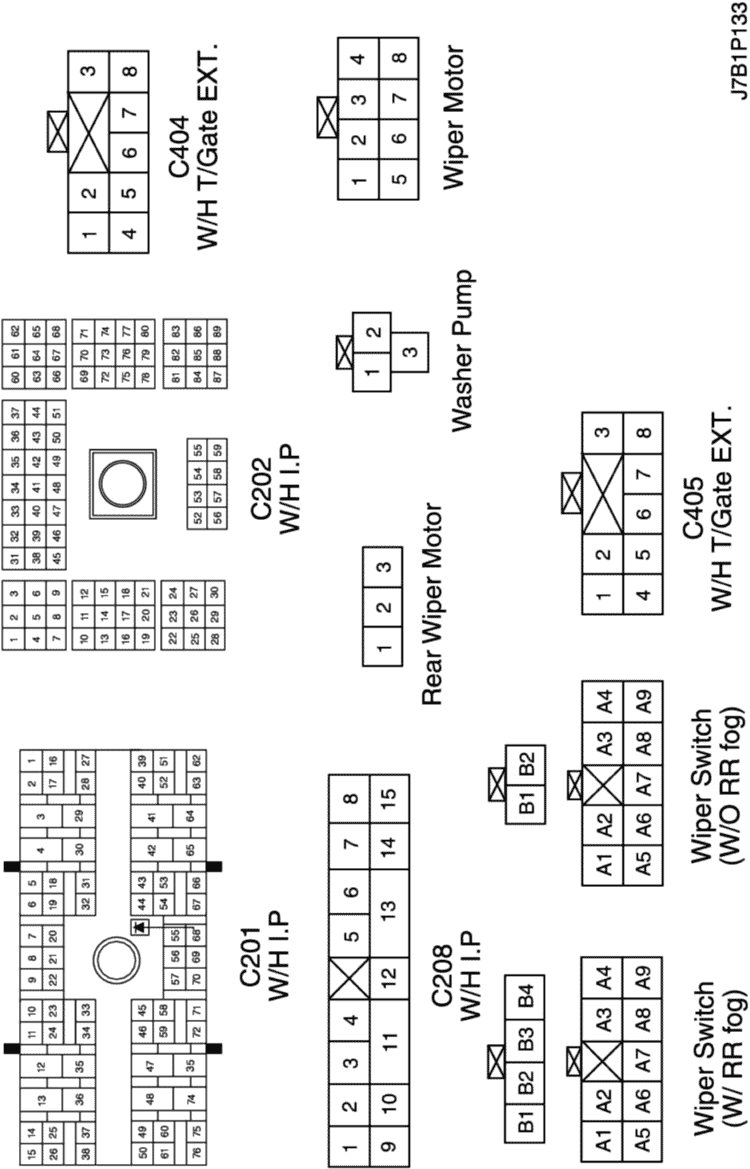 15 14 13 12 11 10 9 8 7 6 5 4 3 2 1
26 25 24 23 22 21 20 19 18 17 16
38 37 36 35 34 33 32 31 30 29 28 27
50 49 48 47 46 45 44 43 42 41 40 39
61 60 59 58 57 56 55 54 53 52 51
76 75 74 35 72 71 70 69 68 67 66 65 64 63 62
C201
W/H I.P
1 2 3
4 5 6
7 8 9
10 11 12
13 14 15
16 17 18
19 20 21
22 23 24
25 26 27
28 29 30
31 32 33 34 35 36 37
38 39 40 41 42 43 44
45 46 47 48 49 50 51
52 53 54 55
56 57 58 59
60 61 62
63 64 65
66 67 68
69 70 71
72 73 74
75 76 77
78 79 80
81 82 83
84 85 86
87 88 89
C202
W/H I.P
1 2 3
4 5 6 7 8
C404
W/H T/Gate EXT.
1 2 3 4 5 6 7 8
9 10 11 12 13 14 15
C208
W/H I.P
1 2 3
Rear Wiper Motor
1 2
3
Washer Pump
1 2 3 4
5 6 7 8
Wiper Motor
B1 B2 B3 B4
A1 A2 A3 A4
A5 A6 A7 A8 A9
Wiper Switch
(W/ RR fog)
B1 B2
A1 A2 A3 A4
A5 A6 A7 A8 A9
Wiper Switch
(W/O RR fog)
1 2 3
4 5 6 7 8
C405
W/H T/Gate EXT.
J7B1P133